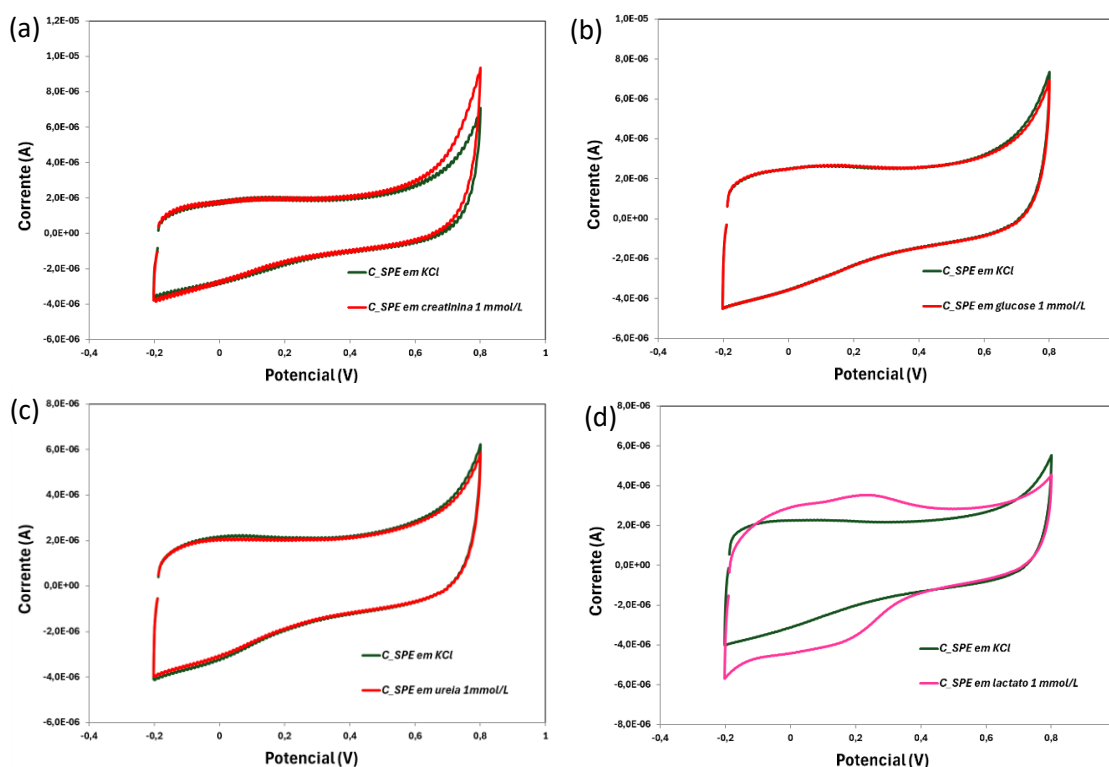 (a)
1,2E-05
1,0E-05
8,0E-06
6,0E-06
4,0E-06
2,0E-06
0,0E+00
-2,0E-06
-4,0E-06
-6,0E-06
Corrente (A)
C_SPE em KCl
C_SPE em creatinina 1 mmol/L
-0,4 -0,2 0 0,2 0,4 0,6 0,8 1
Potencial (V)
(b)
1,0E-05
8,0E-06
6,0E-06
4,0E-06
2,0E-06
0,0E+00
-2,0E-06
-4,0E-06
-6,0E-06
Corrente (A)
C_SPE em KCl
C_SPE em glucose 1 mmol/L
-0,4 -0,2 0 0,2 0,4 0,6 0,8 1
Potencial (V)
(c)
8,0E-06
6,0E-06
4,0E-06
2,0E-06
0,0E+00
-2,0E-06
-4,0E-06
-6,0E-06
Corrente (A)
C_SPE em KCl
C_SPE em ureia 1mmol/L
-0,4 -0,2 0 0,2 0,4 0,6 0,8 1
Potencial (V)
(d)
8,0E-06
6,0E-06
4,0E-06
2,0E-06
0,0E+00
-2,0E-06
-4,0E-06
-6,0E-06
-8,0E-06
Corrente (A)
C_SPE em KCl
C_SPE em lactato 1 mmol/L
-0,4 -0,2 0 0,2 0,4 0,6 0,8 1
Potencial (V)